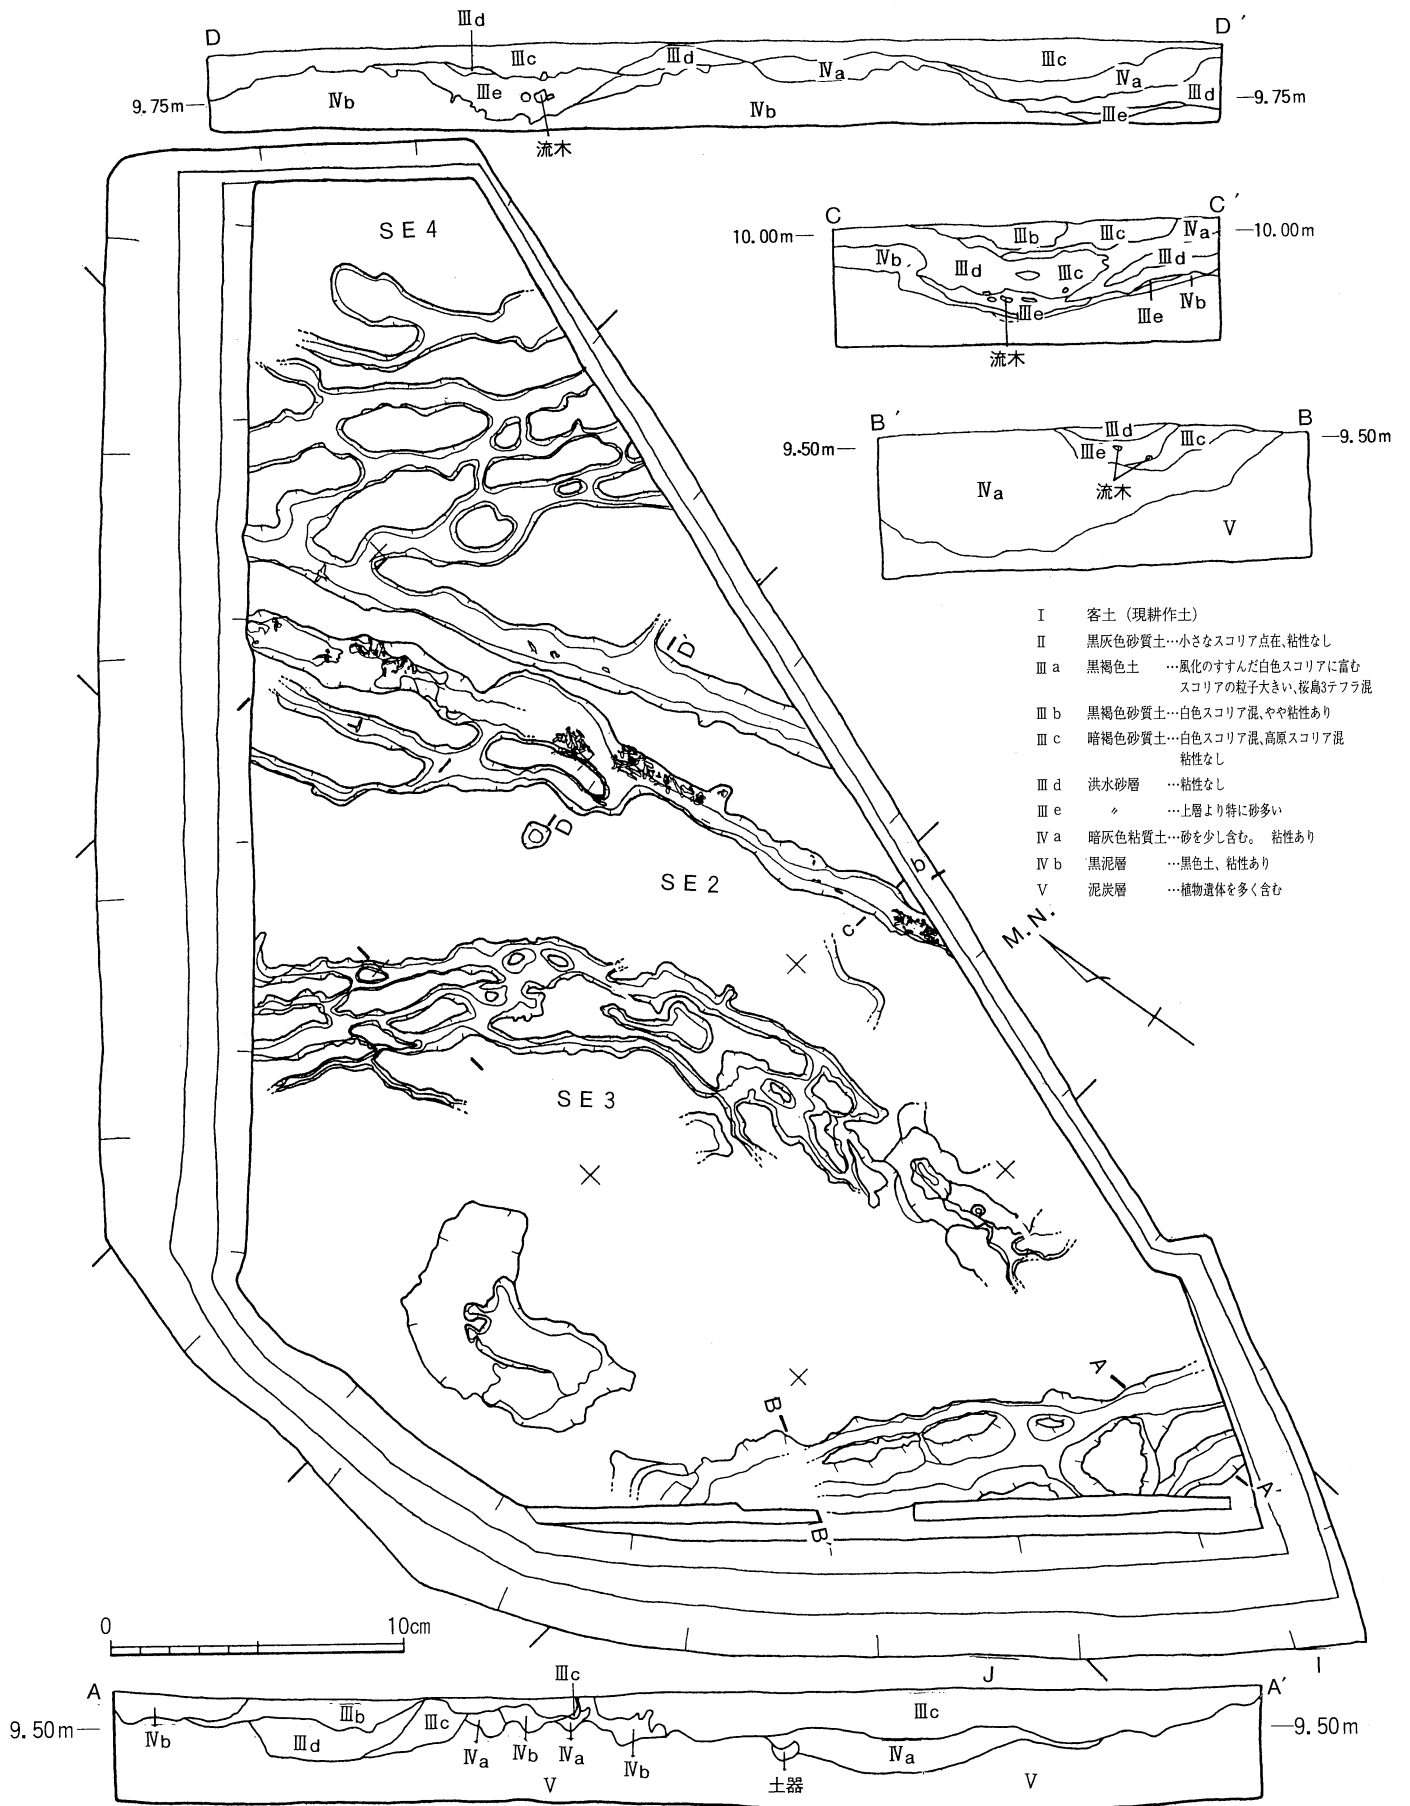 D
D′
Ⅲd
Ⅲc
Ⅲd
Ⅳa
Ⅲc
Ⅳa
Ⅲd
Ⅳb
Ⅲe
Ⅳb
Ⅲe
9.75m
9.75m
流木
C
C′
10.00m
10.00m
Ⅲb
Ⅲc
Ⅳa
Ⅳb
Ⅲd
Ⅲc
Ⅲd
Ⅲe
Ⅲe
Ⅳb
流木
B′
B
9.50m
9.50m
Ⅲd
Ⅲe
Ⅲc
流木
Ⅳa
Ⅴ
Ⅰ 客土（現耕作土）
Ⅱ 黒灰色砂質土…小さなスコリア点在、粘性なし
Ⅲa 黒褐色土 …風化のすすんだ白色スコリアに富む
スコリアの粒子大きい、桜島3テフラ混
Ⅲb 黒褐色砂質土…白色スコリア混、やや粘性あり
Ⅲc 暗褐色砂質土…白色スコリア混、高原スコリア混
粘性なし
Ⅲd 洪水砂層 …粘性なし
Ⅲe 〃 …上層より特に砂多い
Ⅳa 暗灰色粘質土…砂を少し含む。 粘性あり
Ⅳb 黒泥層 …黒色土、粘性あり
Ⅴ 泥炭層 …植物遺体を多く含む
SE4
D′
D
SE2
b
c
M.N.
SE3
A
B
A′
B′
J
I
0 10cm
A
A′
9.50m
9.50m
Ⅲc
Ⅲb
Ⅲc
Ⅲc
Ⅳb
Ⅲd
Ⅳa
Ⅳb
Ⅳa
Ⅳb
Ⅳa
Ⅴ
土器
Ⅴ